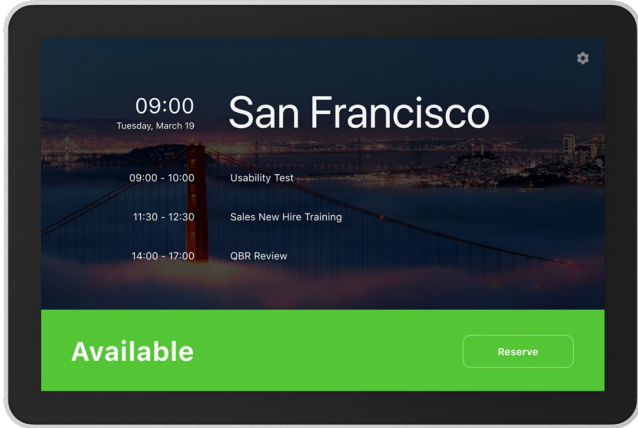 09:00
Tuesday, March 19
San Francisco
09:00 - 10:00 Usability Test
11:30 - 12:30 Sales New Hire Training
14:00 - 17:00 QBR Review
Available
Reserve